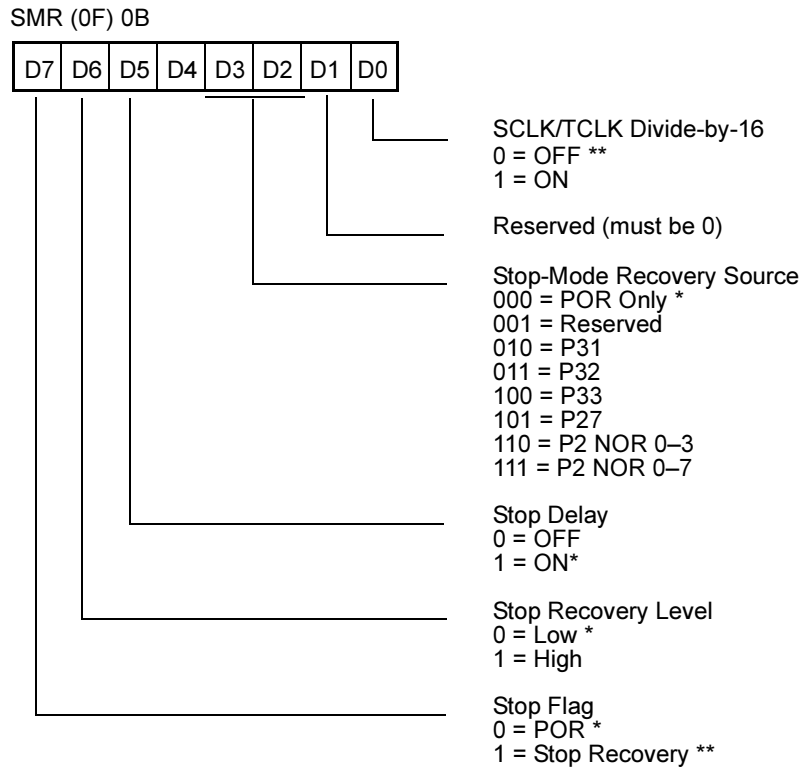 SMR (0F) 0B
D7 D6 D5 D4 D3 D2 D1 D0
SCLK/TCLK Divide-by-16
0 = OFF **
1 = ON
Reserved (must be 0)
Stop-Mode Recovery Source
000 = POR Only *
001 = Reserved
010 = P31
011 = P32
100 = P33
101 = P27
110 = P2 NOR 0–3
111 = P2 NOR 0–7
Stop Delay
0 = OFF
1 = ON*
Stop Recovery Level
0 = Low *
1 = High
Stop Flag
0 = POR *
1 = Stop Recovery **